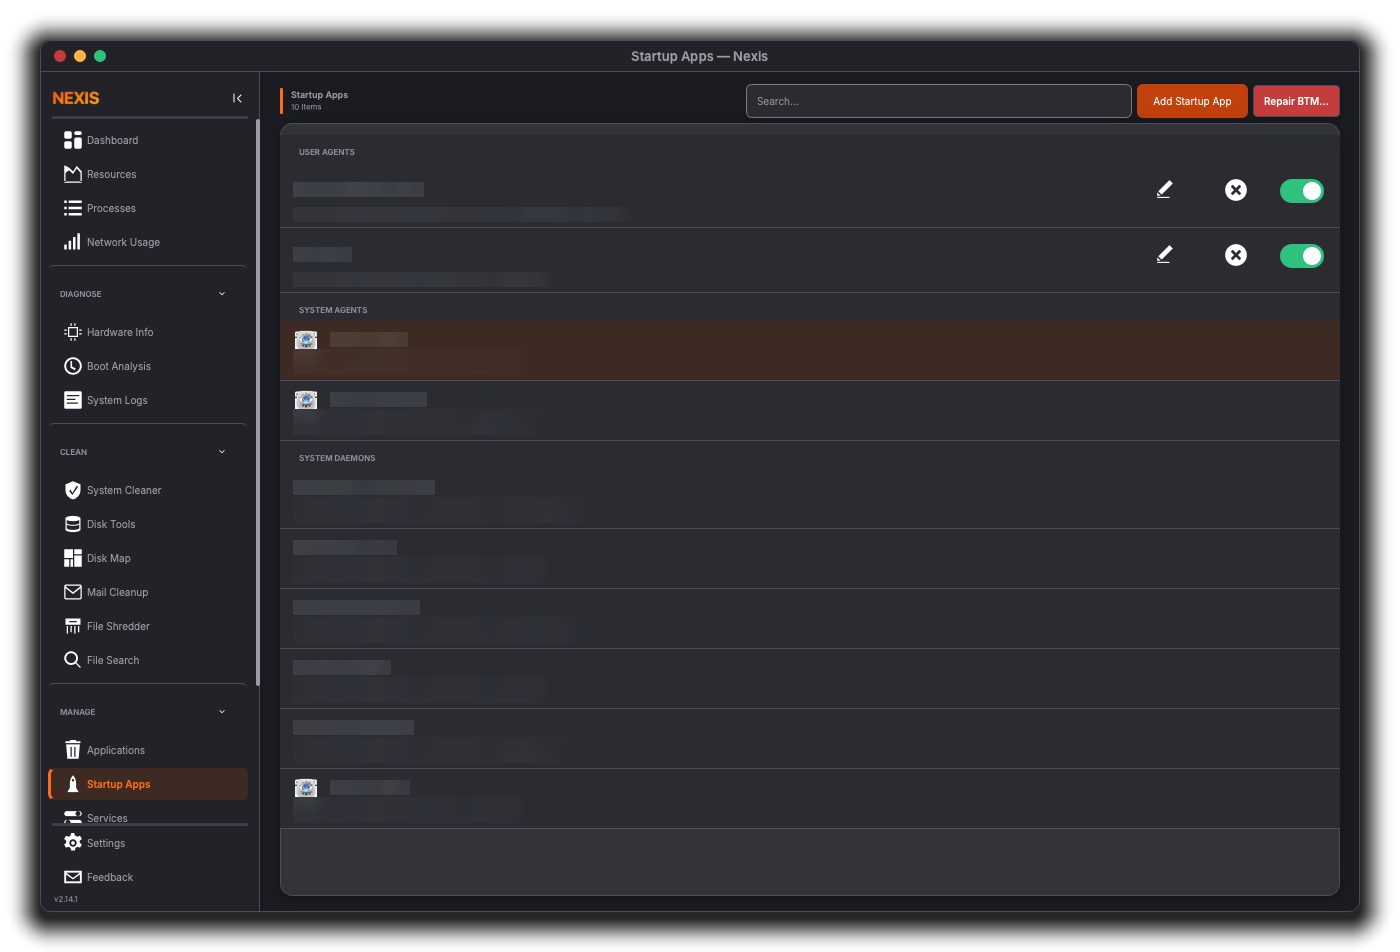 Startup Apps — Nexis
NEXIS
Dashboard
Resources
Processes
Network Usage
DIAGNOSE
Hardware Info
Boot Analysis
System Logs
CLEAN
System Cleaner
Disk Tools
Disk Map
Mail Cleanup
File Shredder
File Search
MANAGE
Applications
Startup Apps
Services
Settings
Feedback
v2.14.1
Startup Apps
10 Items
Search...
Add Startup App
Repair BTM...
USER AGENTS
SYSTEM AGENTS
SYSTEM DAEMONS